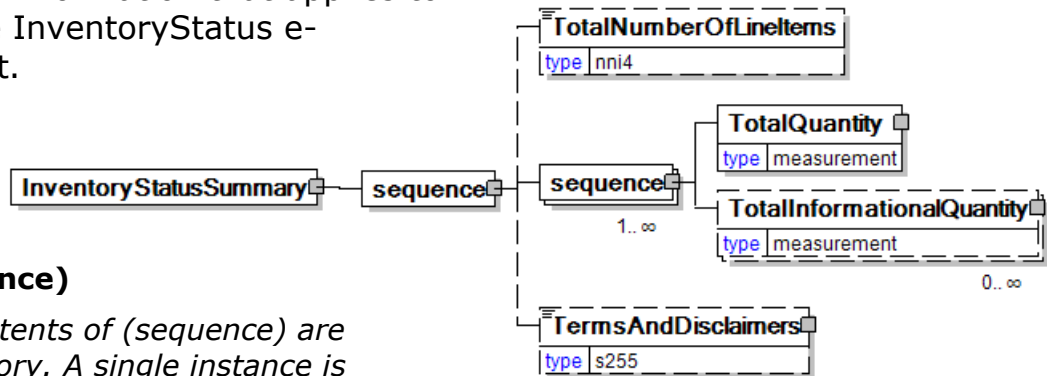 InventoryStatus e-
t.
TotalNumberOfLineItems
type nni4
TotalQuantity
type measurement
InventoryStatusSummary
sequence
sequence
1.. ∞
TotalInformationalQuantity
type measurement
0.. ∞
nce)
tents of (sequence) are
ory. A single instance is
TermsAndDisclaimers
type s255